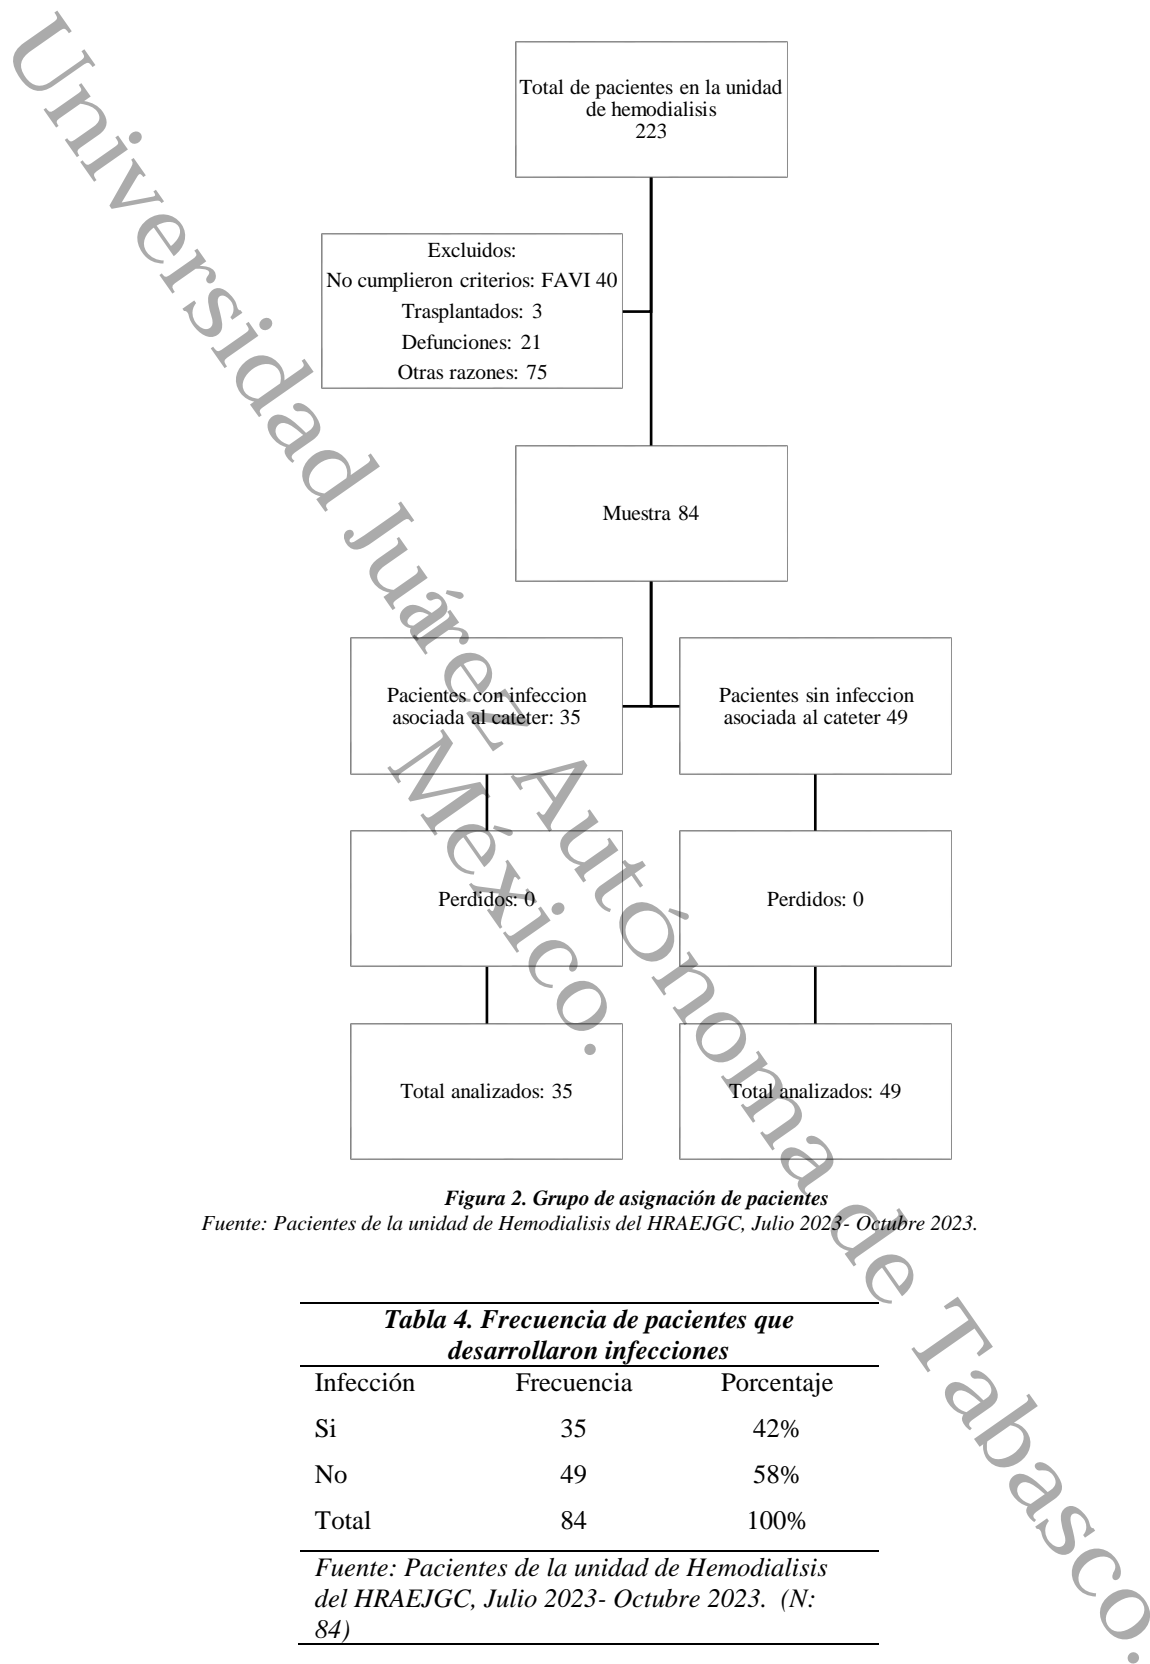 Total de pacientes en la unidad
de hemodialisis
223
Excluidos:
No cumplieron criterios: FAVI 40
Trasplantados: 3
Defunciones: 21
Otras razones: 75
Muestra 84
Pacientes con infeccion
asociada al cateter: 35
Pacientes sin infeccion
asociada al cateter 49
Perdidos: 0
Perdidos: 0
Total analizados: 35
Total analizados: 49
Figura 2. Grupo de asignación de pacientes
Fuente: Pacientes de la unidad de Hemodialisis del HRAEJGC, Julio 2023- Octubre 2023.
Tabla 4. Frecuencia de pacientes que
desarrollaron infecciones
Infección Frecuencia Porcentaje
Si 35 42%
No 49 58%
Total 84 100%
Fuente: Pacientes de la unidad de Hemodialisis
del HRAEJGC, Julio 2023- Octubre 2023. (N:
84)
Universidad Juárez Autónoma de Tabasco.
México.